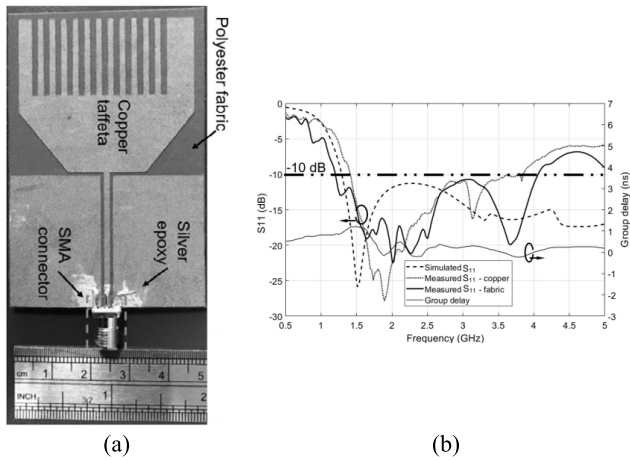 Polyester fabric
Copper
taffeta
Silver
epoxy
SMA
connector
cm 1 2 3 4 5
INCH 32 1
(a)
0
-5
-10
-15
-20
-25
-30
S11 (dB)
-10 dB
7
6
5
4
3
2
1
0
-1
-2
-3
Group delay (ns)
Simulated S11
Measured S11 - copper
Measured S11 - fabric
Group delay
0.5 1 1.5 2 2.5 3 3.5 4 4.5 5
Frequency (GHz)
(b)